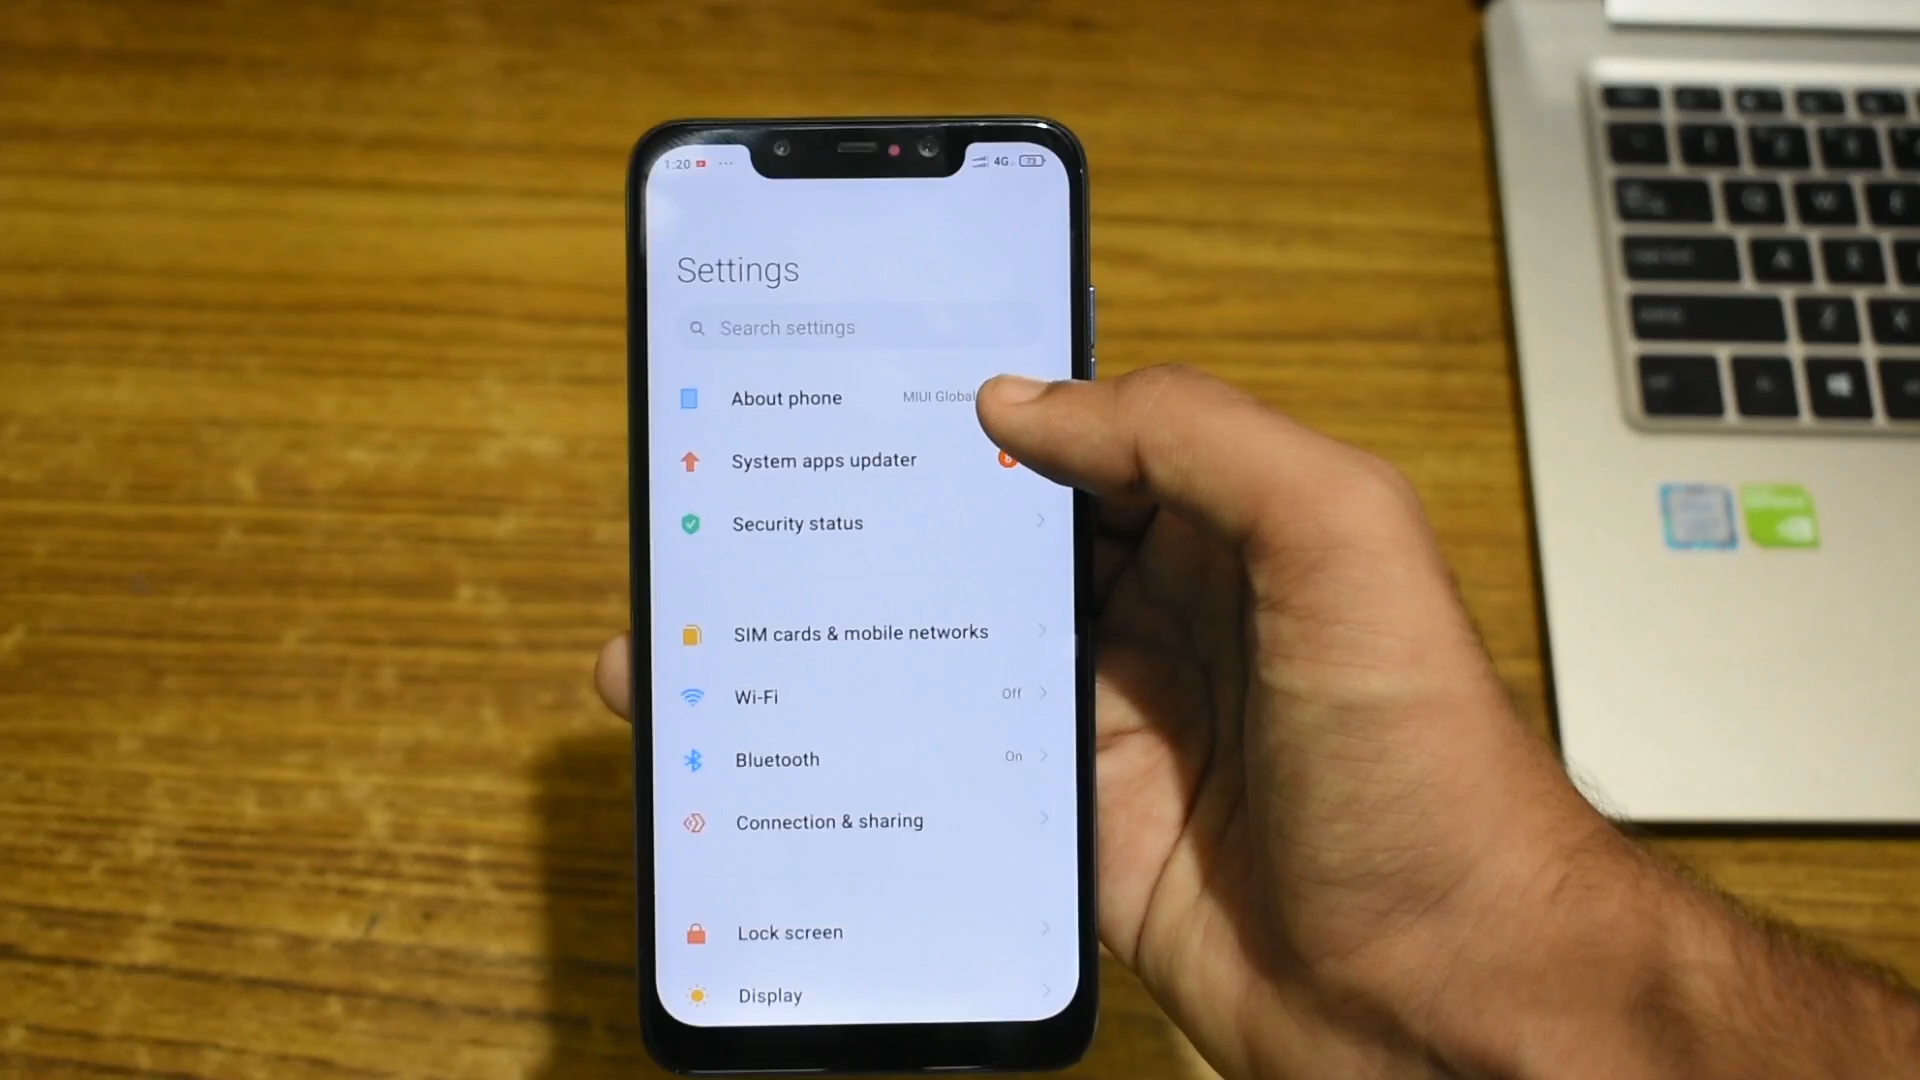 1:20 ... 4G 73
Settings
Search settings
About phone MIUI Global
System apps updater
Security status
SIM cards & mobile networks
Wi-Fi Off
Bluetooth On
Connection & sharing
Lock screen
Display